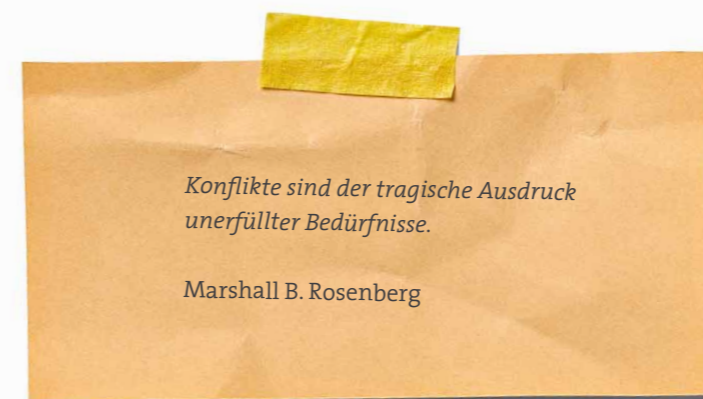 Konflikte sind der tragische Ausdruck
unerfüllter Bedürfnisse.
Marshall B. Rosenberg